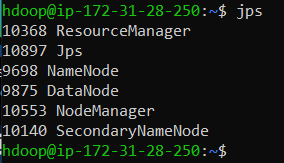 hdoop@ip-172-31-28-250:~$ jps
10368 ResourceManager
10897 Jps
9698 NameNode
9875 DataNode
10553 NodeManager
10140 SecondaryNameNode
hdoop@ip-172-31-28-250:~$